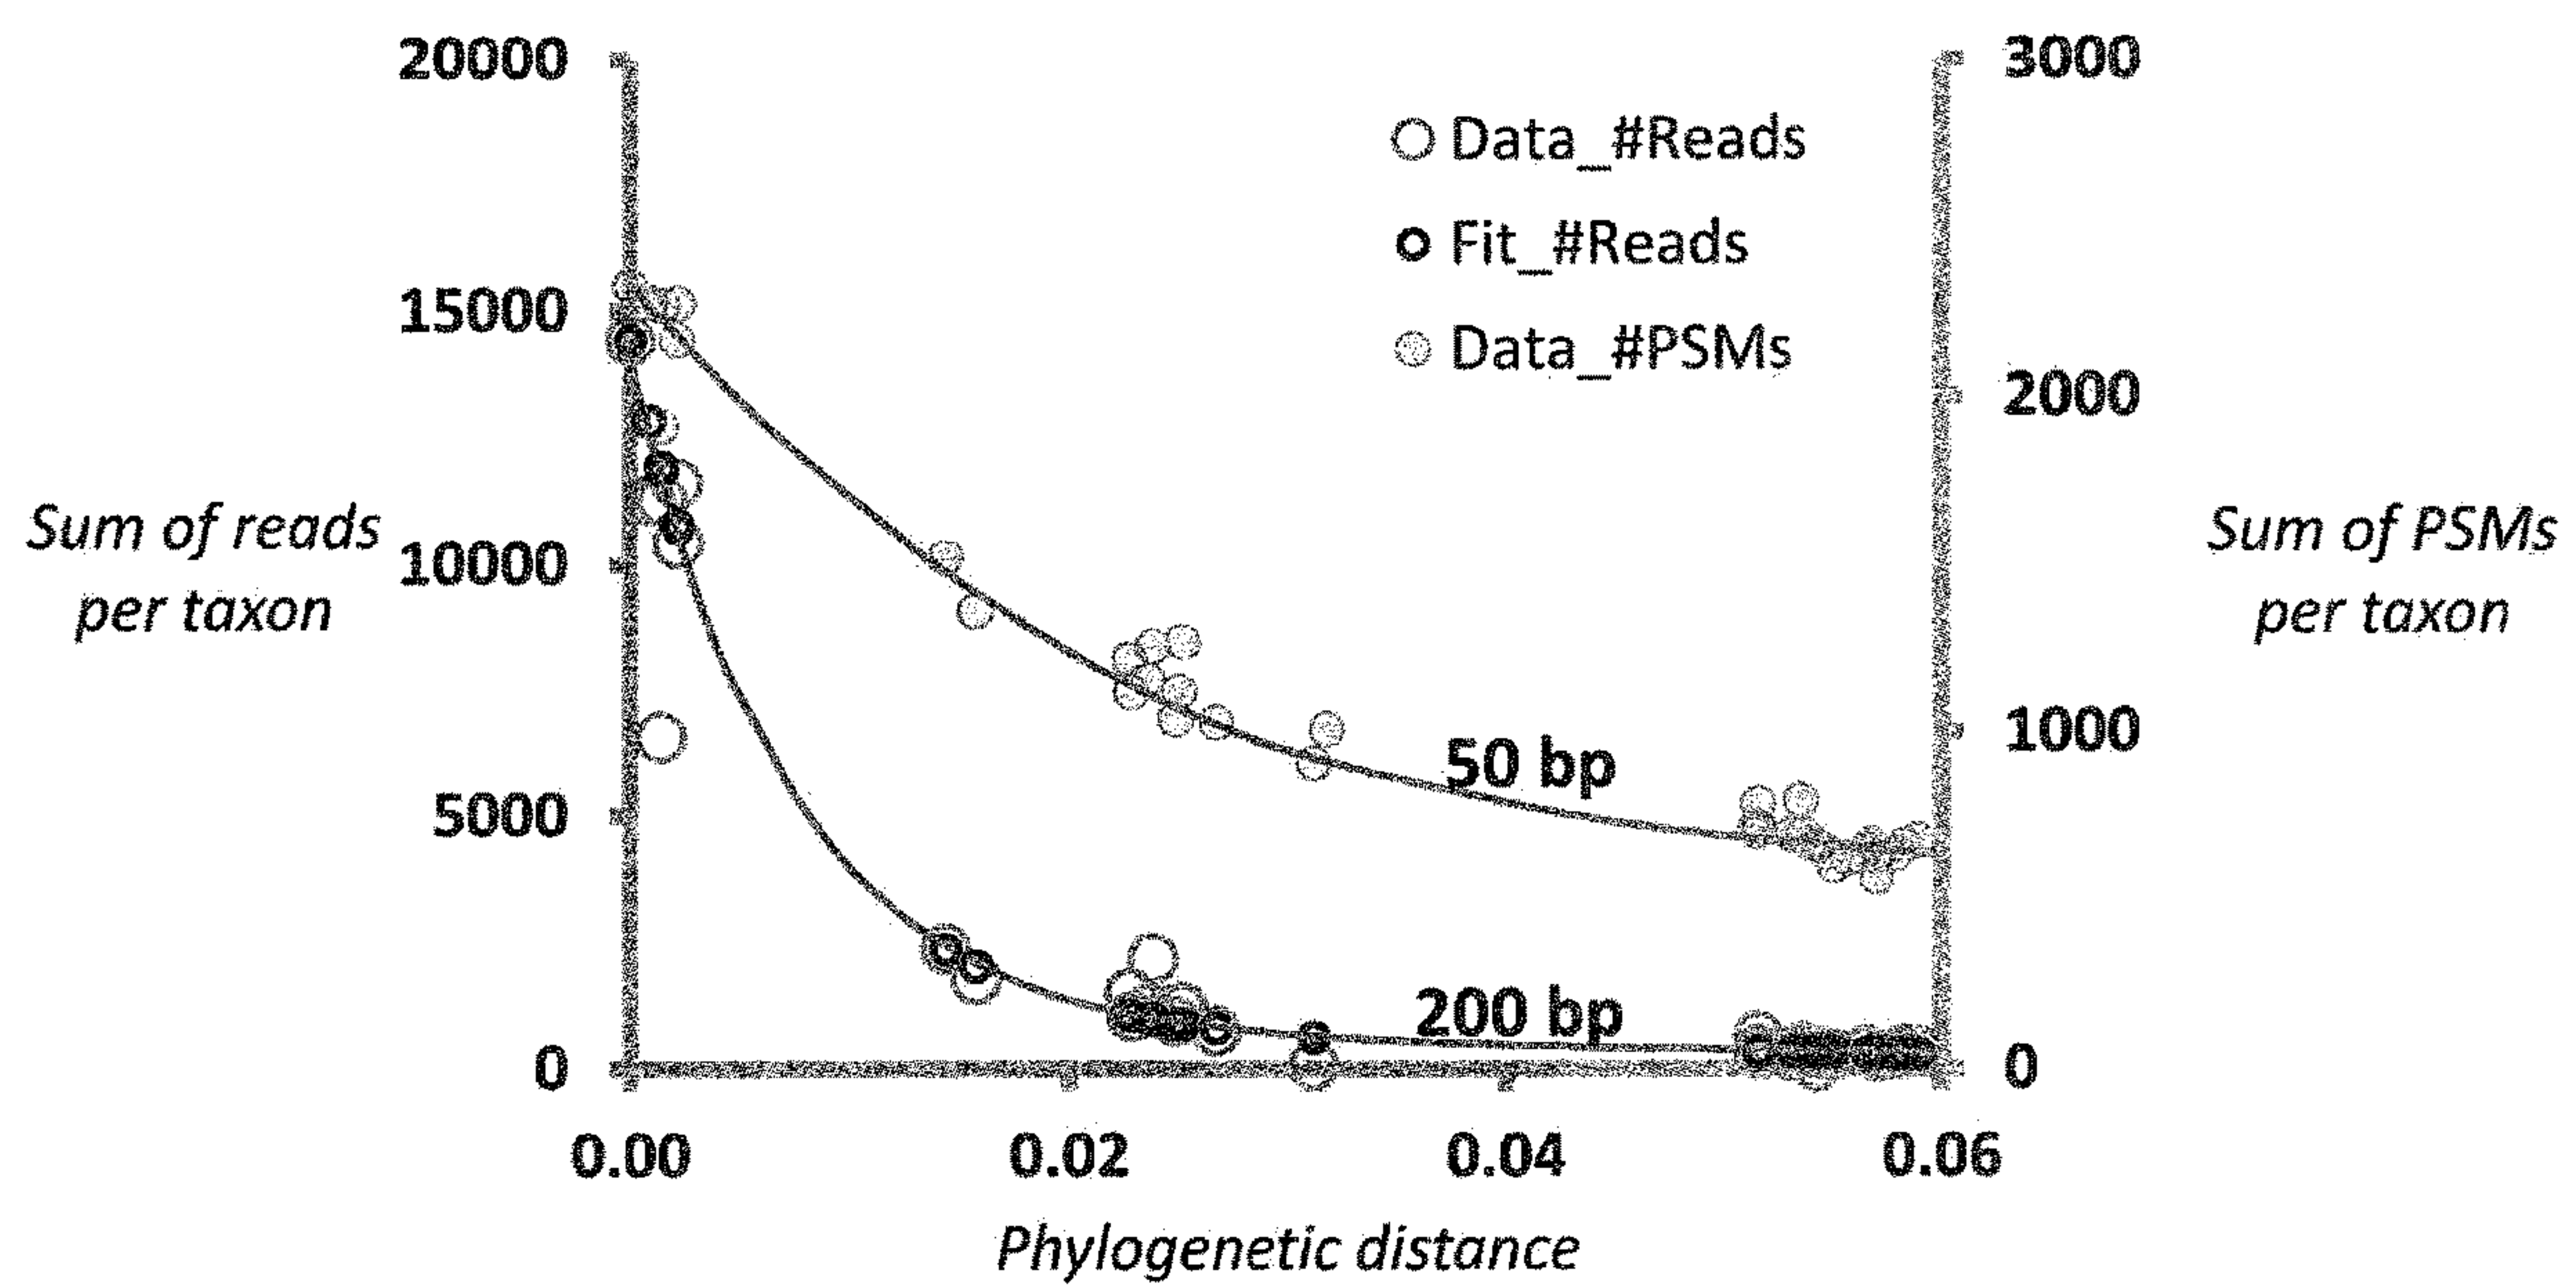 20000
15000
10000
5000
0
Sum of reads
per taxon
Data_#Reads
Fit_#Reads
Data_#PSMs
50 bp
200 bp
3000
2000
1000
0
Sum of PSMs
per taxon
0.00 0.02 0.04 0.06
Phylogenetic distance